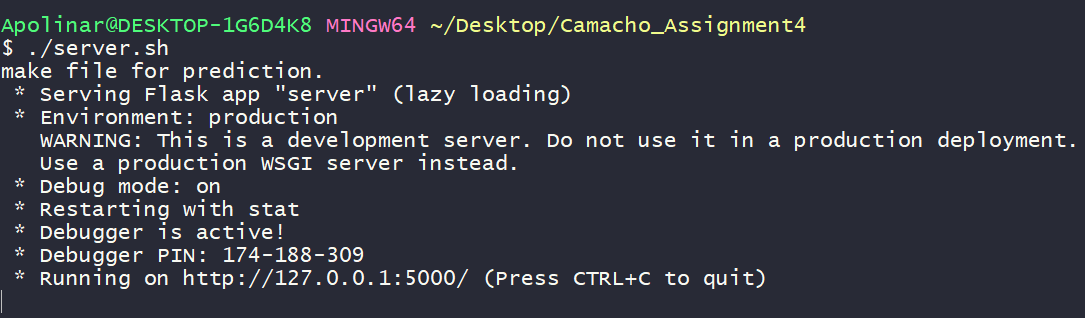 Apolinar@DESKTOP-1G6D4K8 MINGW64 ~/Desktop/Camacho_Assignment4
$ ./server.sh
make file for prediction.
 * Serving Flask app "server" (lazy loading)
 * Environment: production
   WARNING: This is a development server. Do not use it in a production deployment.
   Use a production WSGI server instead.
 * Debug mode: on
 * Restarting with stat
 * Debugger is active!
 * Debugger PIN: 174-188-309
 * Running on http://127.0.0.1:5000/ (Press CTRL+C to quit)